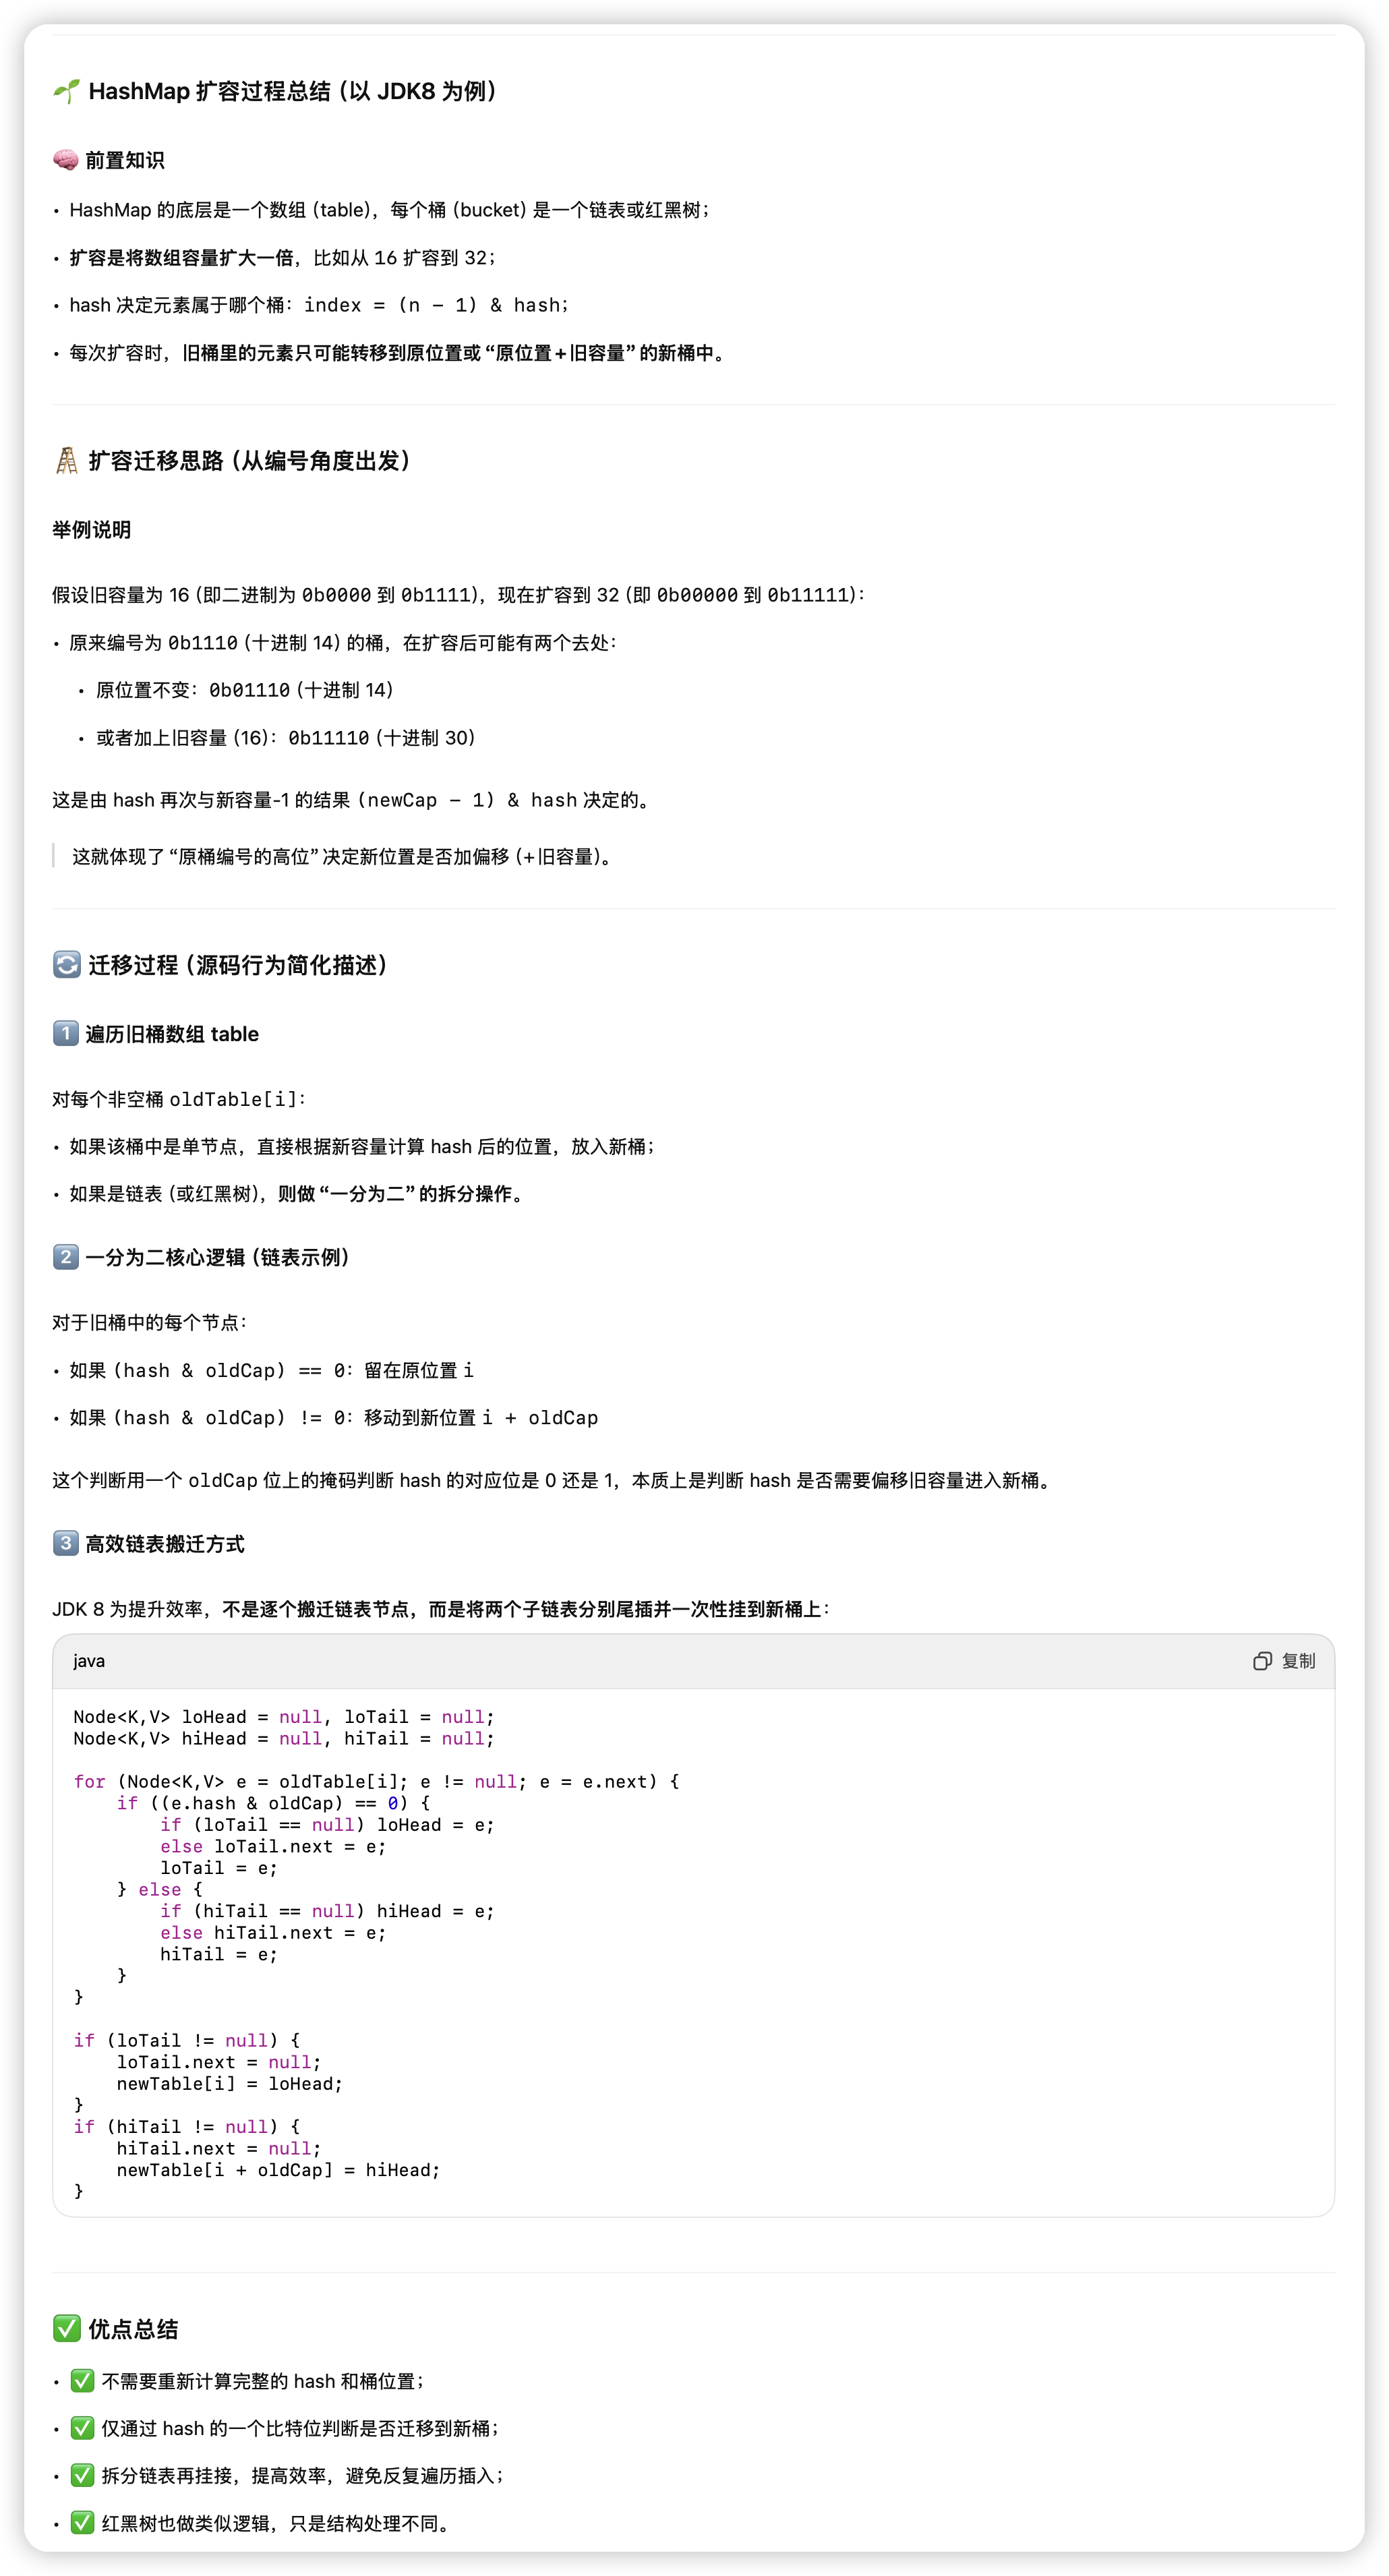 🌱 HashMap 扩容过程总结（以 JDK8 为例）
🧠 前置知识
• HashMap 的底层是一个数组（table），每个桶（bucket）是一个链表或红黑树；
• 扩容是将数组容量扩大一倍，比如从 16 扩容到 32；
• hash 决定元素属于哪个桶：index = (n - 1) & hash；
• 每次扩容时，旧桶里的元素只可能转移到原位置或“原位置+旧容量”的新桶中。
🪜 扩容迁移思路（从编号角度出发）
举例说明
假设旧容量为 16（即二进制为 0b0000 到 0b1111），现在扩容到 32（即 0b00000 到 0b11111）：
• 原来编号为 0b1110（十进制 14）的桶，在扩容后可能有两个去处：
• 原位置不变：0b01110（十进制 14）
• 或者加上旧容量（16）：0b11110（十进制 30）
这是由 hash 再次与新容量-1 的结果 (newCap - 1) & hash 决定的。
这就体现了“原桶编号的高位”决定新位置是否加偏移（+旧容量）。
🔄 迁移过程（源码行为简化描述）
1️⃣ 遍历旧桶数组 table
对每个非空桶 oldTable[i]：
• 如果该桶中是单节点，直接根据新容量计算 hash 后的位置，放入新桶；
• 如果是链表（或红黑树），则做“一分为二”的拆分操作。
2️⃣ 一分为二核心逻辑（链表示例）
对于旧桶中的每个节点：
• 如果 (hash & oldCap) == 0：留在原位置 i
• 如果 (hash & oldCap) != 0：移动到新位置 i + oldCap
这个判断用一个 oldCap 位上的掩码判断 hash 的对应位是 0 还是 1，本质上是判断 hash 是否需要偏移旧容量进入新桶。
3️⃣ 高效链表搬迁方式
JDK 8 为提升效率，不是逐个搬迁链表节点，而是将两个子链表分别尾插并一次性挂到新桶上：
java 复制
Node<K,V> loHead = null, loTail = null;
Node<K,V> hiHead = null, hiTail = null;
for (Node<K,V> e = oldTable[i]; e != null; e = e.next) {
    if ((e.hash & oldCap) == 0) {
        if (loTail == null) loHead = e;
        else loTail.next = e;
        loTail = e;
    } else {
        if (hiTail == null) hiHead = e;
        else hiTail.next = e;
        hiTail = e;
    }
}
if (loTail != null) {
    loTail.next = null;
    newTable[i] = loHead;
}
if (hiTail != null) {
    hiTail.next = null;
    newTable[i + oldCap] = hiHead;
}
✅ 优点总结
• ✅ 不需要重新计算完整的 hash 和桶位置；
• ✅ 仅通过 hash 的一个比特位判断是否迁移到新桶；
• ✅ 拆分链表再挂接，提高效率，避免反复遍历插入；
• ✅ 红黑树也做类似逻辑，只是结构处理不同。